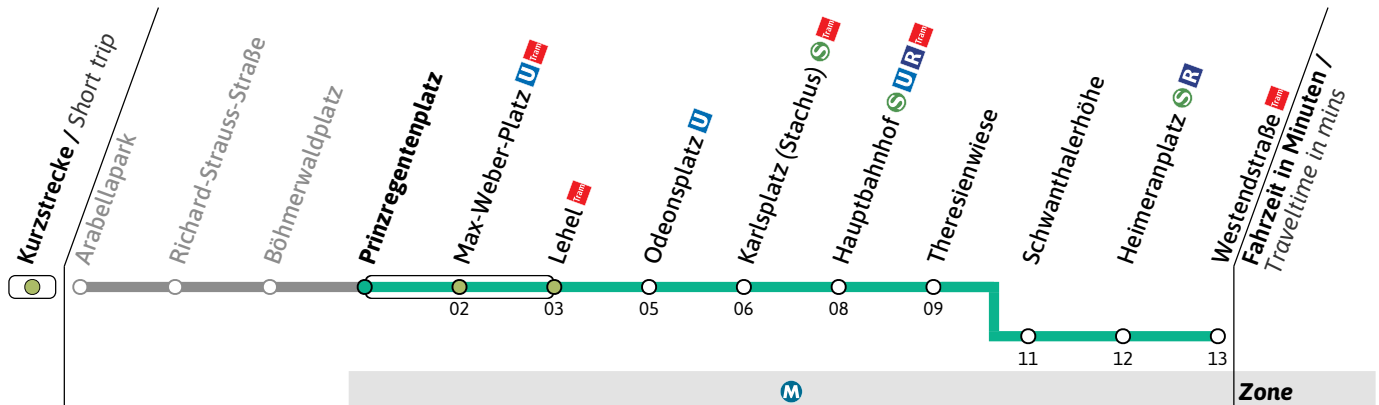 Kurzstrecke / Short trip
Arabellapark
Richard-Strauss-Straße
Böhmerwaldplatz
Prinzregentenplatz
Max-Weber-Platz U Tram
Lehel Tram
Odeonsplatz U
Karlsplatz (Stachus) S Tram
Hauptbahnhof S U R Tram
Theresienwiese
Schwanthalerhöhe
Heimeranplatz S R
Westendstraße Tram
Fahrzeit in Minuten /
Traveltime in mins
02 03 05 06 08 09
11 12 13
M Zone